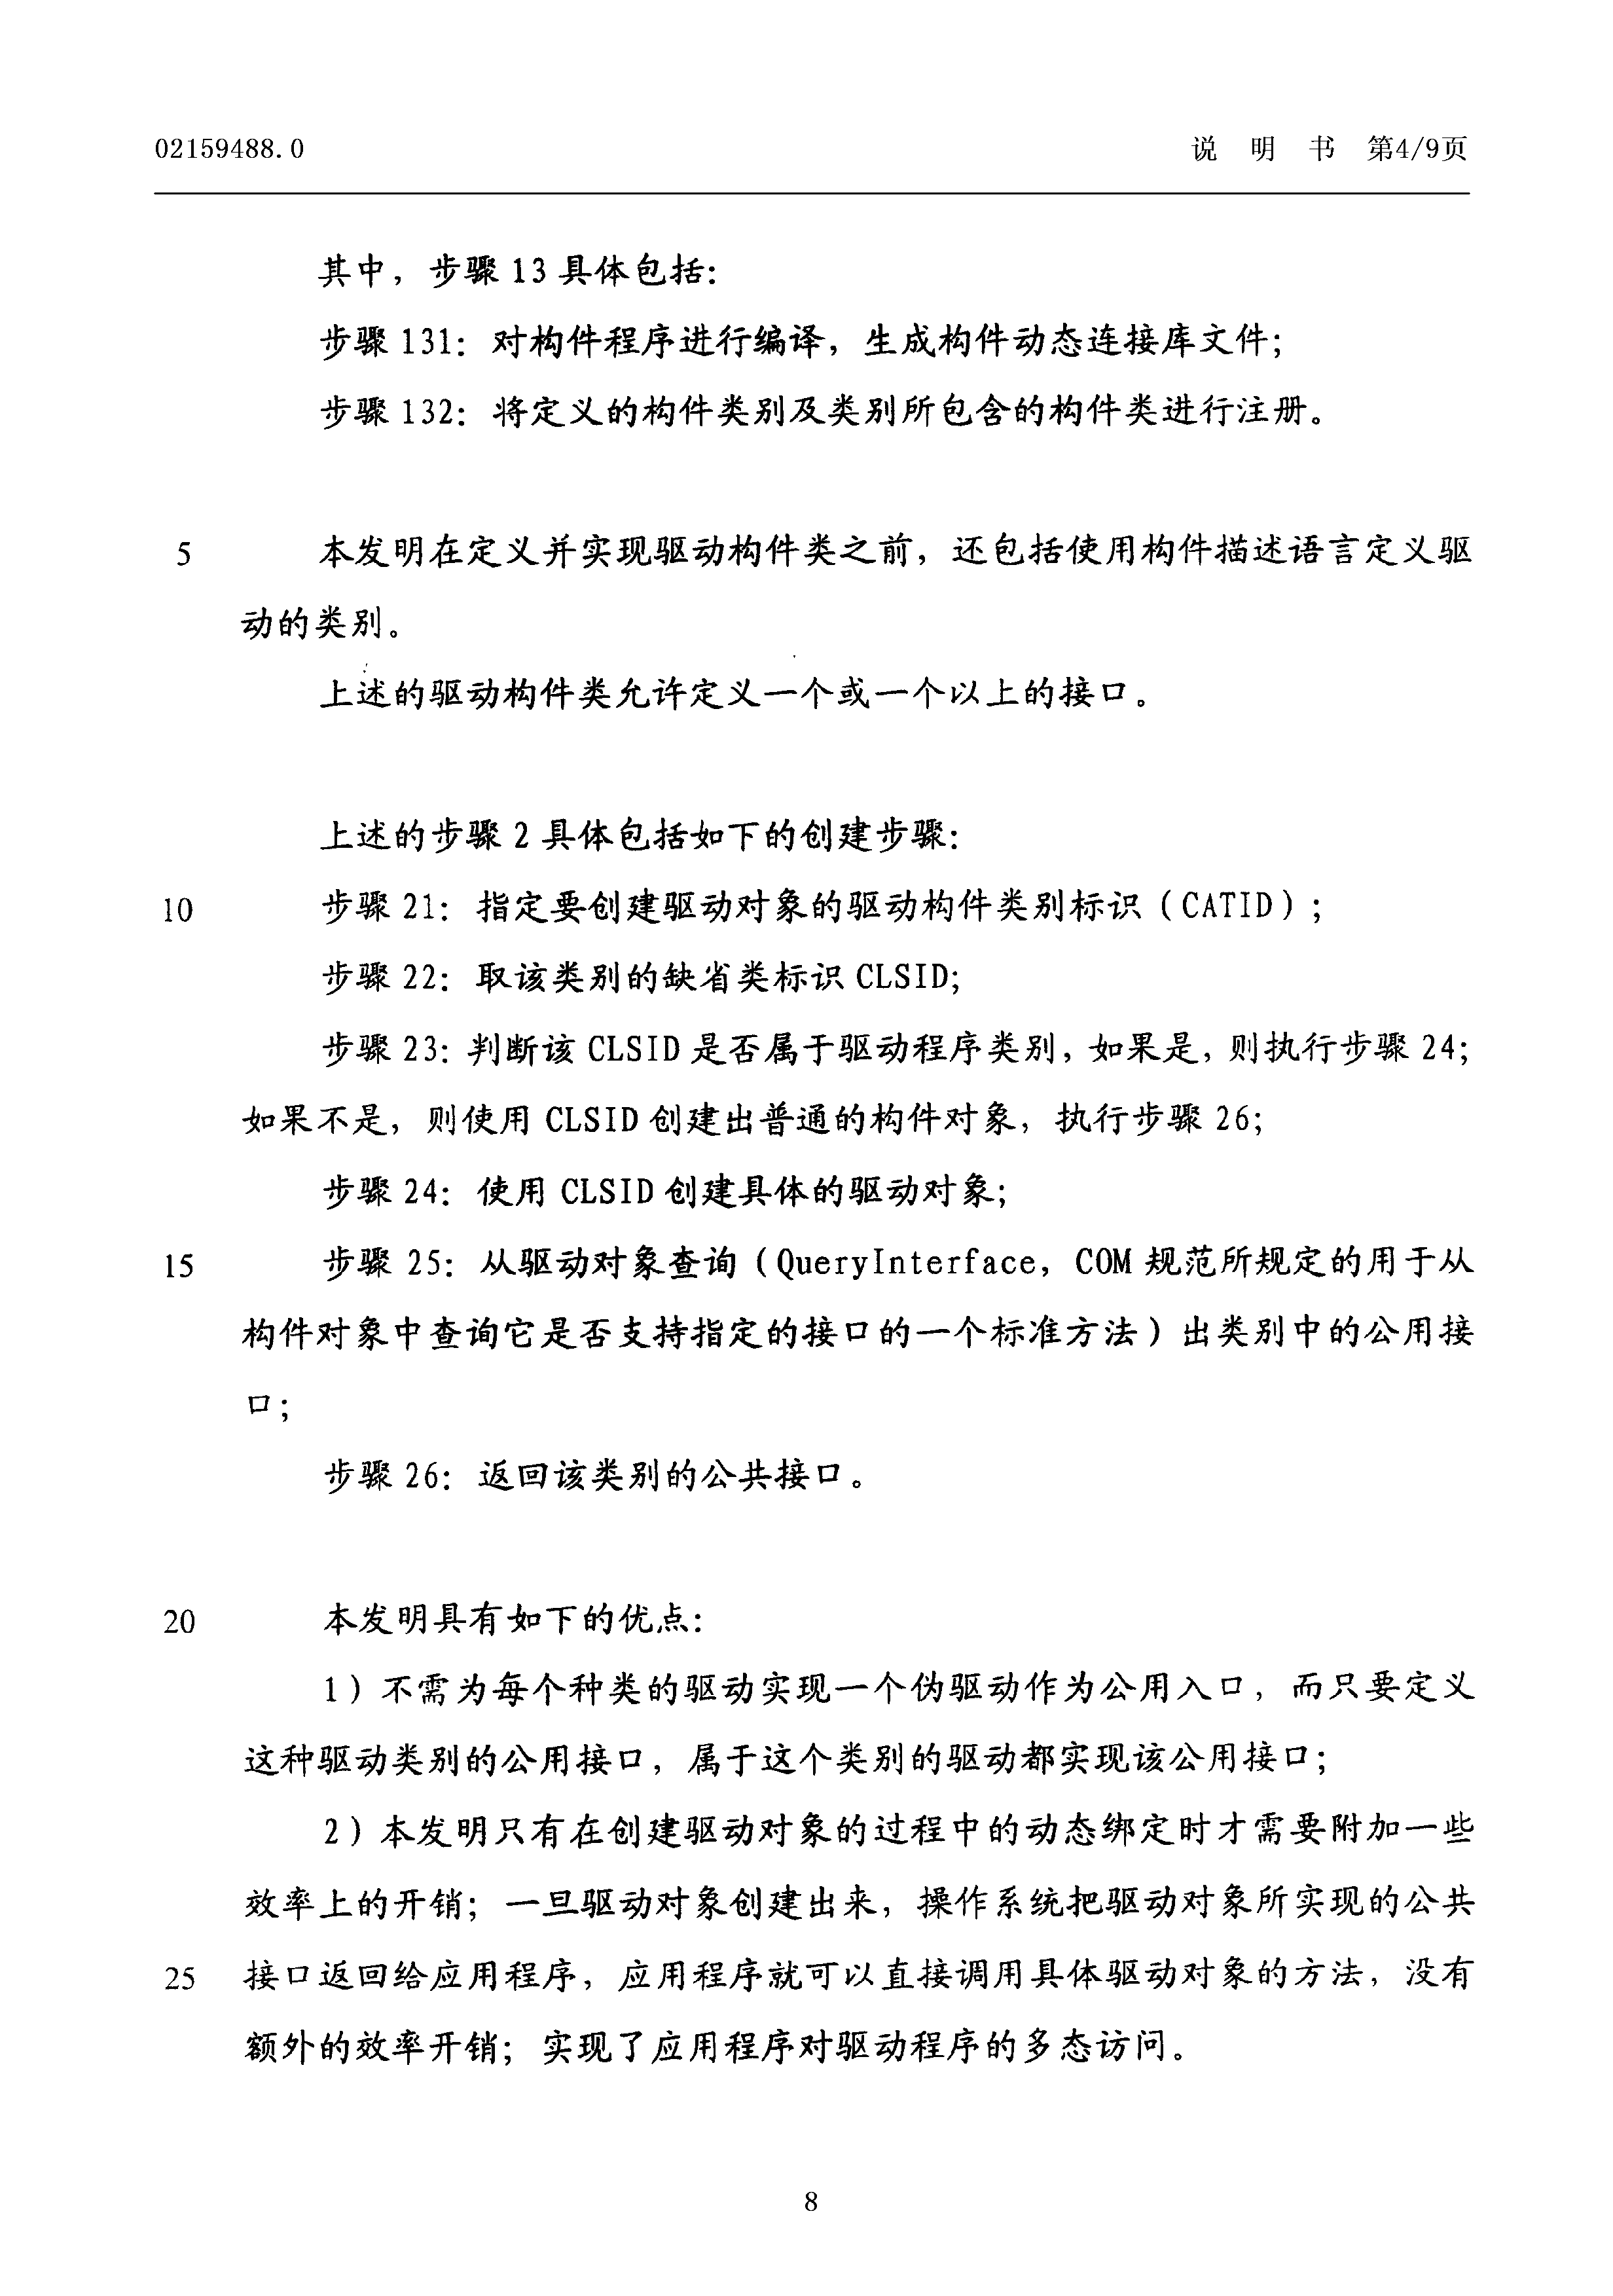 02159488.0 说 明 书 第4/9页
其中，步骤 13 具体包括：
步骤 131：对构件程序进行编译，生成构件动态连接库文件；
步骤 132：将定义的构件类别及类别所包含的构件类进行注册。
5 本发明在定义并实现驱动构件类之前，还包括使用构件描述语言定义驱
动的类别。
上述的驱动构件类允许定义一个或一个以上的接口。
上述的步骤 2 具体包括如下的创建步骤：
10 步骤 21：指定要创建驱动对象的驱动构件类别标识（CATID）；
步骤 22：取该类别的缺省类标识 CLSID；
步骤 23：判断该 CLSID 是否属于驱动程序类别，如果是，则执行步骤 24；
如果不是，则使用 CLSID 创建出普通的构件对象，执行步骤 26；
步骤 24：使用 CLSID 创建具体的驱动对象；
15 步骤 25：从驱动对象查询（QueryInterface，COM 规范所规定的用于从
构件对象中查询它是否支持指定的接口的一个标准方法）出类别中的公用接
口；
步骤 26：返回该类别的公共接口。
20 本发明具有如下的优点：
1）不需为每个种类的驱动实现一个伪驱动作为公用入口，而只要定义
这种驱动类别的公用接口，属于这个类别的驱动都实现该公用接口；
2）本发明只有在创建驱动对象的过程中的动态绑定时才需要附加一些
效率上的开销；一旦驱动对象创建出来，操作系统把驱动对象所实现的公共
25 接口返回给应用程序，应用程序就可以直接调用具体驱动对象的方法，没有
额外的效率开销；实现了应用程序对驱动程序的多态访问。
8